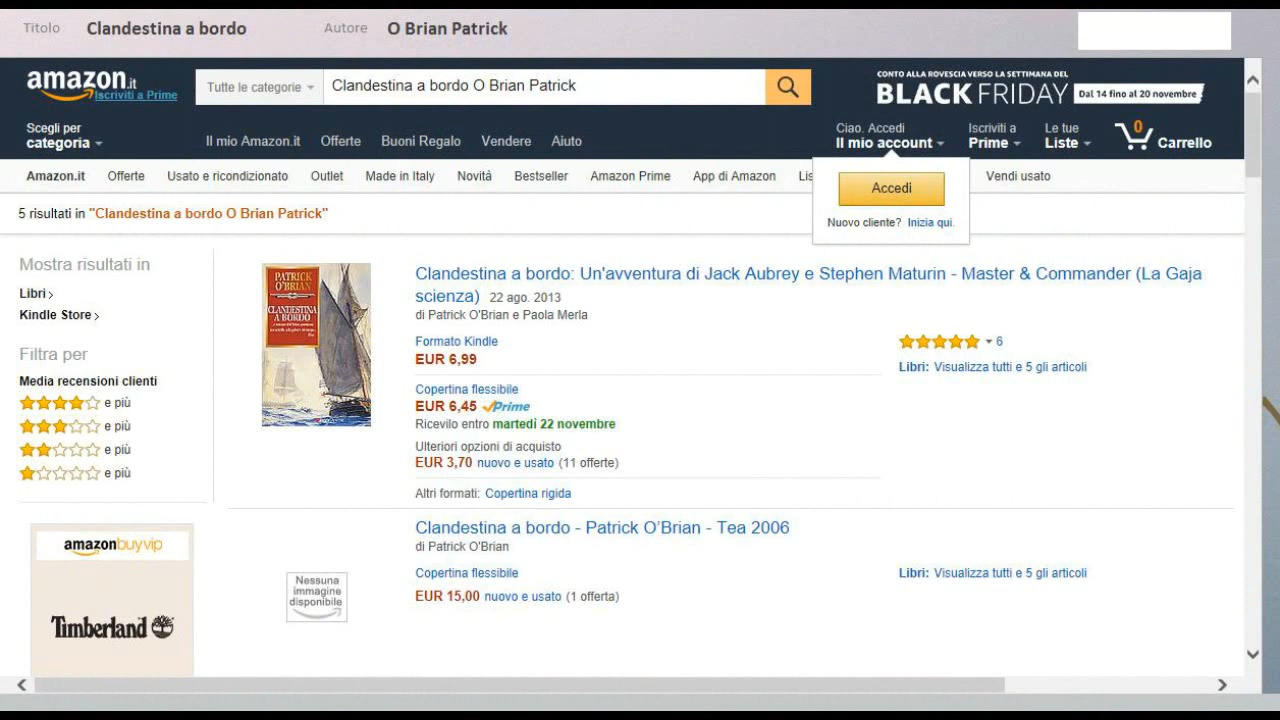 Titolo Clandestina a bordo Autore O Brian Patrick
amazon.it
Iscriviti a Prime
Tutte le categorie
Clandestina a bordo O Brian Patrick
CONTO ALLA ROVESCIA VERSO LA SETTIMANA DEL
BLACK FRIDAY Dal 14 fino al 20 novembre
Scegli per
categoria
Il mio Amazon.it Offerte Buoni Regalo Vendere Aiuto
Ciao. Accedi
Il mio account
Iscriviti a
Prime
Le tue
Liste
0
Carrello
Amazon.it Offerte Usato e ricondizionato Outlet Made in Italy Novità Bestseller Amazon Prime App di Amazon Lis Vendi usato
Accedi
Nuovo cliente? Inizia qui.
5 risultati in "Clandestina a bordo O Brian Patrick"
Mostra risultati in
Libri
Kindle Store
Filtra per
Media recensioni clienti
e più
e più
e più
e più
amazonbuyvip
Timberland
PATRICK
O'BRIAN
CLANDESTINA
A BORDO
Clandestina a bordo: Un'avventura di Jack Aubrey e Stephen Maturin - Master & Commander (La Gaja
scienza) 22 ago. 2013
di Patrick O'Brian e Paola Merla
Formato Kindle
EUR 6,99
6
Libri: Visualizza tutti e 5 gli articoli
Copertina flessibile
EUR 6,45 Prime
Ricevilo entro martedì 22 novembre
Ulteriori opzioni di acquisto
EUR 3,70 nuovo e usato (11 offerte)
Altri formati: Copertina rigida
Clandestina a bordo - Patrick O'Brian - Tea 2006
di Patrick O'Brian
Nessuna
immagine
disponibile
Copertina flessibile
EUR 15,00 nuovo e usato (1 offerta)
Libri: Visualizza tutti e 5 gli articoli